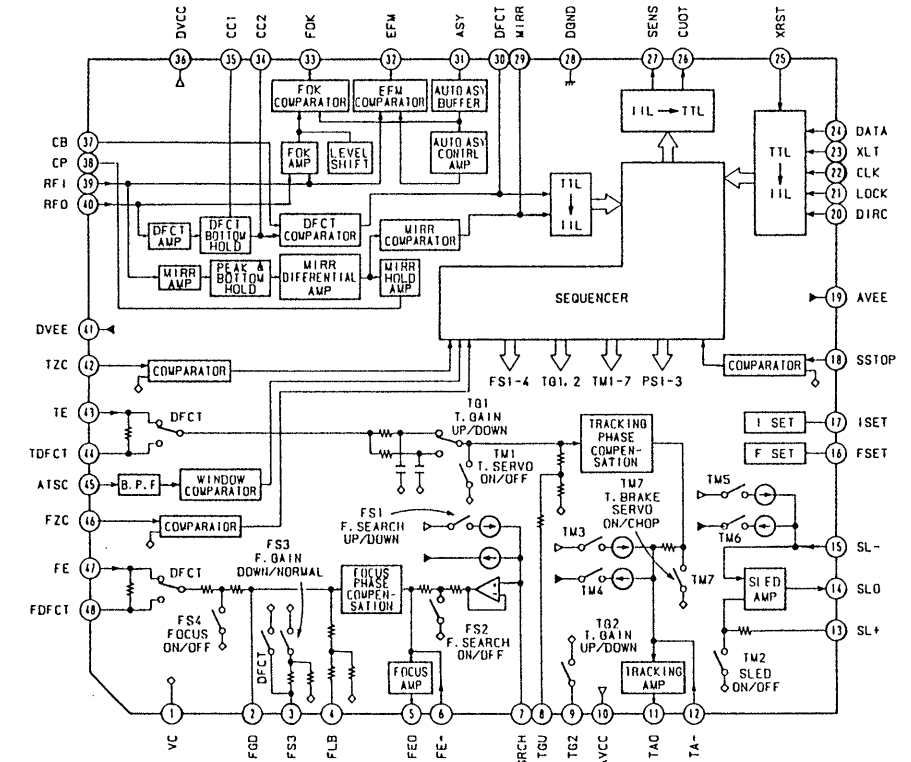 DVCC
CC1
CC2
FOK
EFM
ASY
DFCT
MIRR
DGND
SENS
CUOT
XRST
36
35
34
33
32
31
30
29
28
27
26
25
FOK
COMPARATOR
EFM
COMPARATOR
AUTO ASY
BUFFER
IIL → TTL
CB 37
CP 38
RFI 39
RFO 40
FOK
AMP
LEVEL
SHIFT
AUTO ASY
CONTRL
AMP
TTL
↓
IIL
TTL
↓
IIL
24 DATA
23 XLT
22 CLK
21 LOCK
20 DIRC
DFCT
AMP
DFCT
BOTTOM
HOLD
DFCT
COMPARATOR
MIRR
COMPARATOR
MIRR
AMP
PEAK &
BOTTOM
HOLD
MIRR
DIFFERENTIAL
AMP
MIRR
HOLD
AMP
SEQUENCER
19 AVEE
DVEE 41
TZC 42
COMPARATOR
COMPARATOR
18 SSTOP
FS1-4
TG1, 2
TM1-7
PS1-3
TE 43
DFCT
TDFCT 44
TG1
T. GAIN
UP/DOWN
TM1
T. SERVO
ON/OFF
TRACKING
PHASE
COMPEN-
SATION
I SET
17 ISET
F SET
16 FSET
ATSC 45
B.P.F
WINDOW
COMPARATOR
FZC 46
COMPARATOR
FS1
F. SEARCH
UP/DOWN
TM7
T. BRAKE
SERVO
ON/CHOP
TM3
TM4
TM7
TM5
TM6
15 SL-
FE 47
DFCT
FDFCT 48
FS3
F. GAIN
DOWN/NORMAL
FS4
FOCUS
ON/OFF
DFCT
FOCUS
PHASE
COMPEN-
SATION
FS2
F. SEARCH
ON/OFF
SLED
AMP
14 SLO
13 SL+
TM2
SLED
ON/OFF
TG2
T. GAIN
UP/DOWN
FOCUS
AMP
TRACKING
AMP
1
2
3
4
5
6
7
8
9
10
11
12
VC
FGD
FS3
FLB
FEO
FE-
SRCH
TGU
TG2
AVCC
TAO
TA-